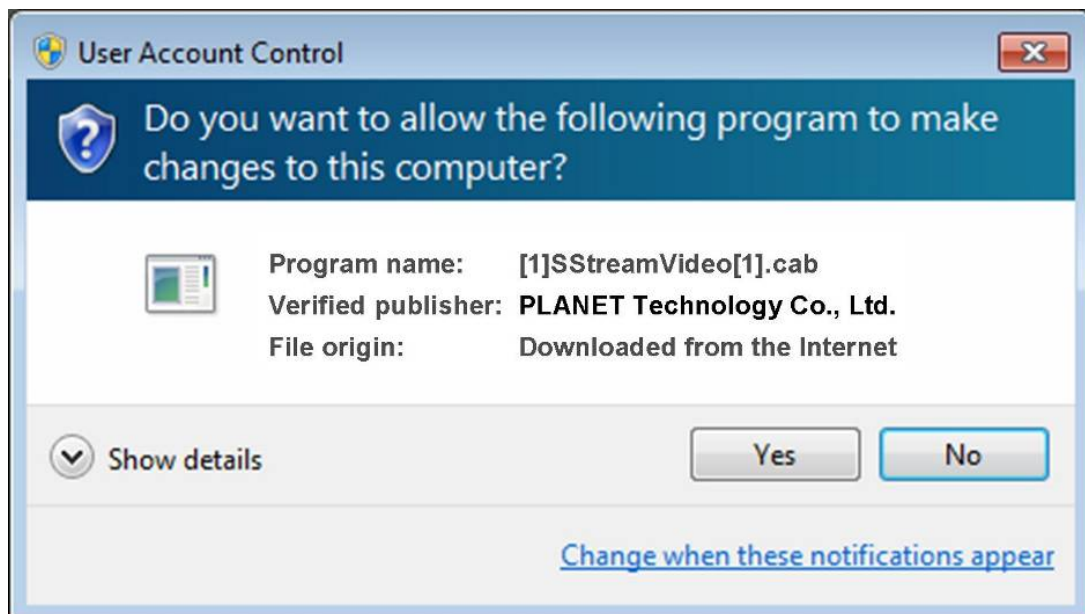 User Account Control
Do you want to allow the following program to make
changes to this computer?
Program name: [1]SStreamVideo[1].cab
Verified publisher: PLANET Technology Co., Ltd.
File origin: Downloaded from the Internet
Show details
Yes
No
Change when these notifications appear